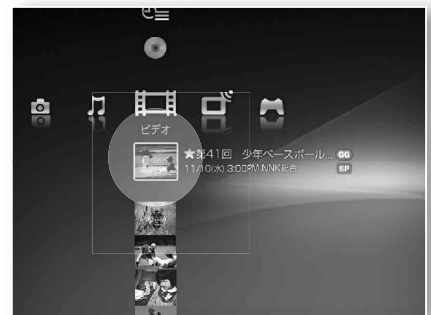 ビデオ
★第41回 少年ベースボール... GG
11/10(水) 3:00PM NNK総合 SP